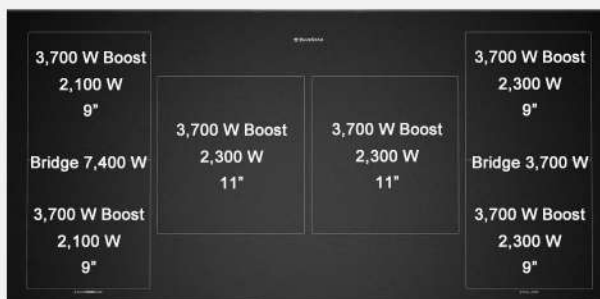 3,700 W Boost
2,100 W
9"
Bridge 7,400 W
3,700 W Boost
2,100 W
9"
3,700 W Boost
2,300 W
11"
3,700 W Boost
2,300 W
11"
3,700 W Boost
2,300 W
9"
Bridge 3,700 W
3,700 W Boost
2,300 W
9"